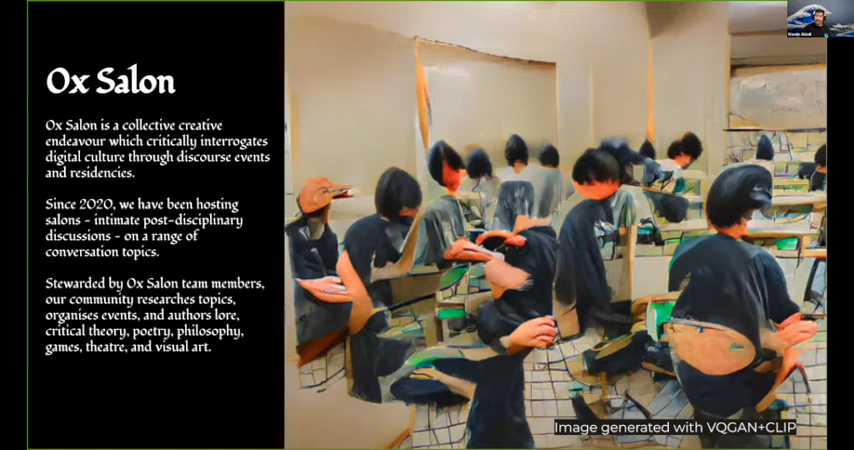 Ox Salon
Ox Salon is a collective creative
endeavour which critically interrogates
digital culture through discourse events
and residencies.
Since 2020, we have been hosting
salons - intimate post-disciplinary
discussions - on a range of
conversation topics.
Stewarded by Ox Salon team members,
our community researches topics,
organises events, and authors lore,
critical theory, poetry, philosophy,
games, theatre, and visual art.
Image generated with VQGAN+CLIP